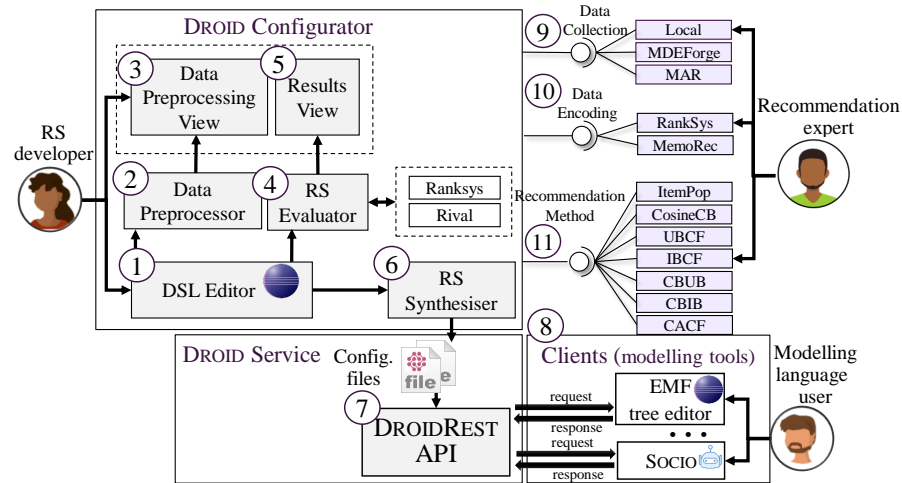 DROID Configurator
RS
developer
3
Data
Preprocessing
View
5
Results
View
2
Data
Preprocessor
4
RS
Evaluator
Ranksys
Rival
1
DSL Editor
6
RS
Synthesiser
9
Data
Collection
Local
MDEForge
MAR
10
Data
Encoding
RankSys
MemoRec
11
Recommendation
Method
ItemPop
CosineCB
UBCF
IBCF
CBUB
CBIB
CACF
Recommendation
expert
DROID Service
Config.
files
file
e
7
DROIDREST
API
8
Clients (modelling tools)
request
response
request
response
EMF
tree editor
• • •
SOCIO
Modelling
language
user